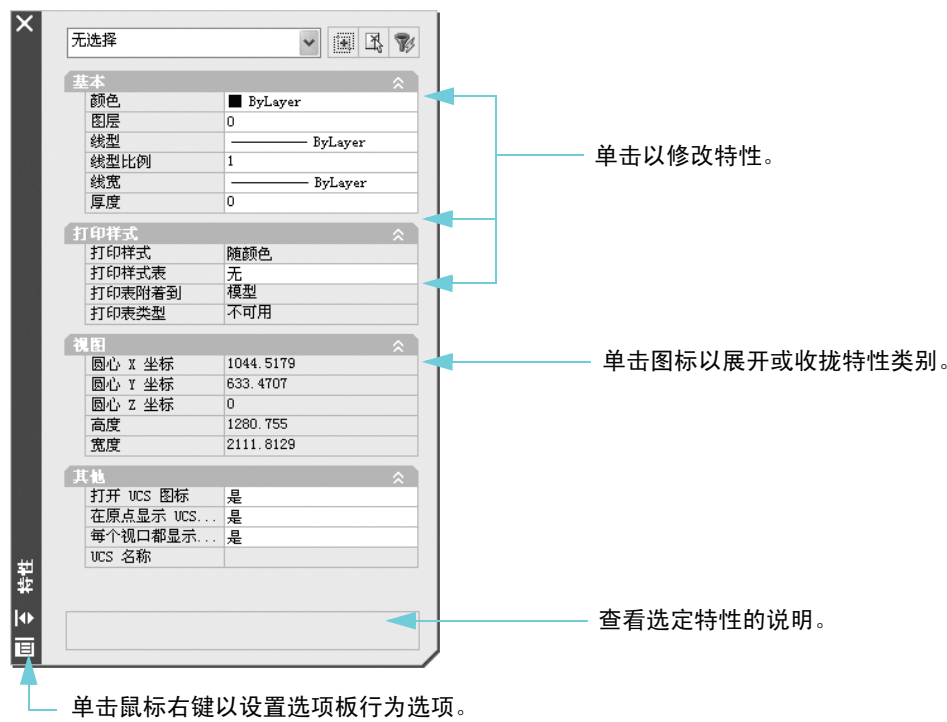 无选择
基本
颜色 ByLayer
图层 0
线型 ByLayer
线型比例 1
线宽 ByLayer
厚度 0
单击以修改特性。
打印样式
打印样式 随颜色
打印样式表 无
打印表附着到 模型
打印表类型 不可用
视图
圆心 X 坐标 1044.5179
圆心 Y 坐标 633.4707
圆心 Z 坐标 0
高度 1280.755
宽度 2111.8129
单击图标以展开或收拢特性类别。
其他
打开 UCS 图标 是
在原点显示 UCS... 是
每个视口都显示... 是
UCS 名称
特性
查看选定特性的说明。
单击鼠标右键以设置选项板行为选项。